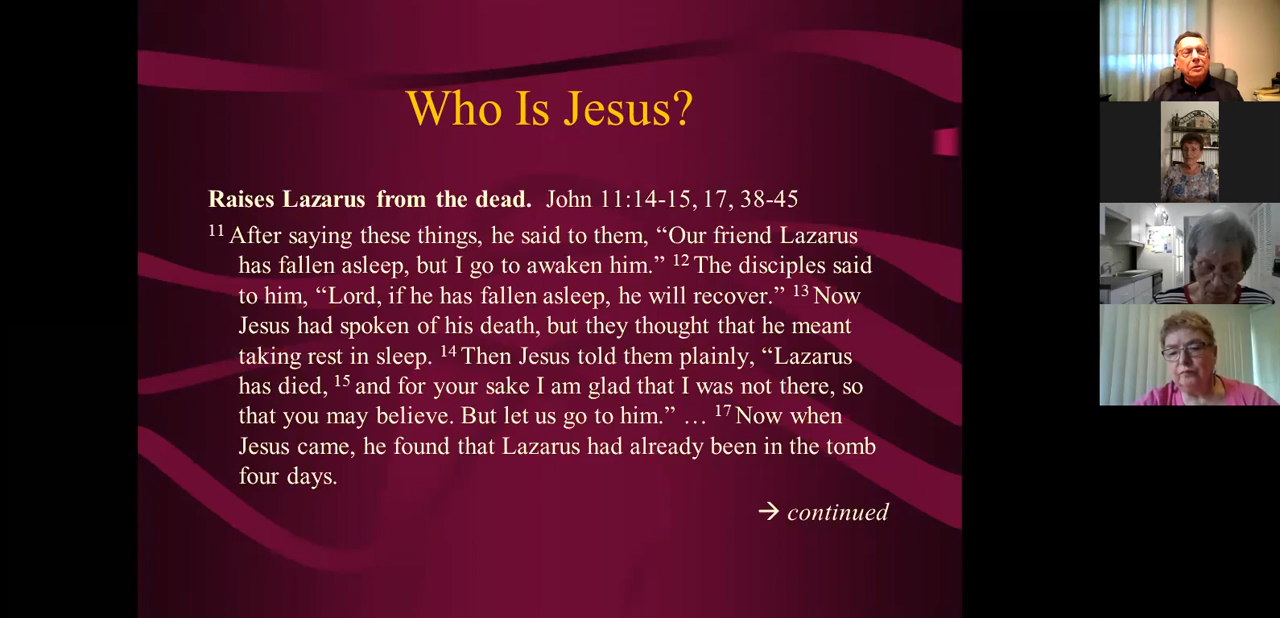 Who Is Jesus?
Raises Lazarus from the dead. John 11:14-15, 17, 38-45
11 After saying these things, he said to them, “Our friend Lazarus
has fallen asleep, but I go to awaken him.” 12 The disciples said
to him, “Lord, if he has fallen asleep, he will recover.” 13 Now
Jesus had spoken of his death, but they thought that he meant
taking rest in sleep. 14 Then Jesus told them plainly, “Lazarus
has died, 15 and for your sake I am glad that I was not there, so
that you may believe. But let us go to him.” … 17 Now when
Jesus came, he found that Lazarus had already been in the tomb
four days.
→ continued